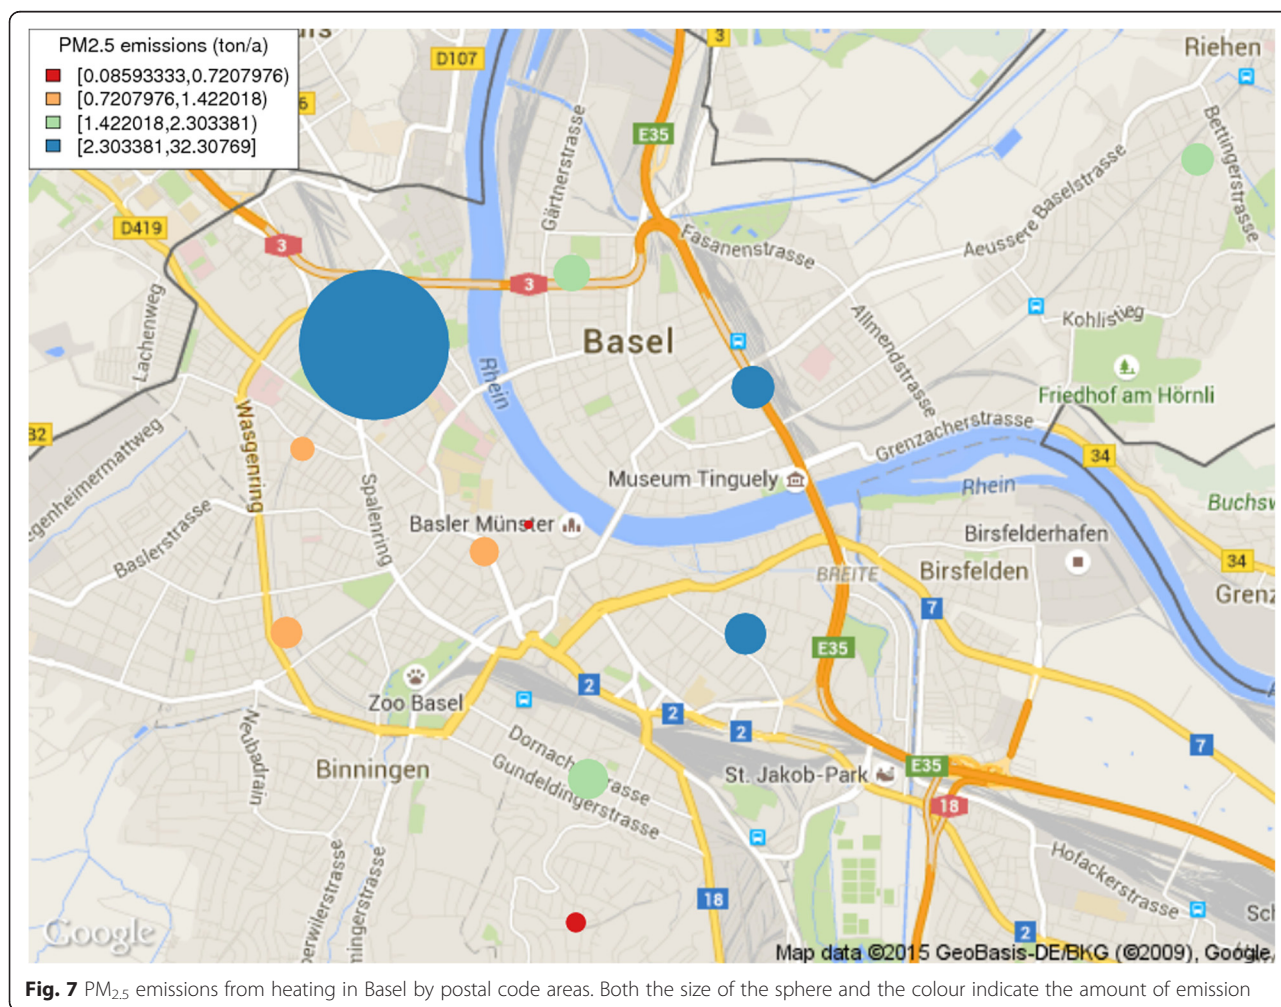 PM2.5 emissions (ton/a)
[0.08593333,0.7207976)
[0.7207976,1.422018)
[1.422018,2.303381)
[2.303381,32.30769]
D107
3
Riehen
6
E35
Gärtnerstrasse
Bettingerstrasse
Aeussere Baselstrasse
D419
3
Fasanenstrasse
3
Lachenweg
Basel
Kohlistieg
Allmendstrasse
Rhein
Friedhof am Hörnli
Wasgenring
Grenzacherstrasse
34
Museum Tinguely
Rhein
Spalenring
Basler Münster
Baslerstrasse
Birsfelderhafen
34
BREITE
Birsfelden
7
E35
Zoo Basel
2
2
2
7
Neubadrain
Binningen
Dornacherstrasse
Gundeldingerstrasse
St. Jakob-Park
E35
18
Hofackerstrasse
18
2
Google
Map data ©2015 GeoBasis-DE/BKG (©2009), Google,
Fig. 7 PM2.5 emissions from heating in Basel by postal code areas. Both the size of the sphere and the colour indicate the amount of emission